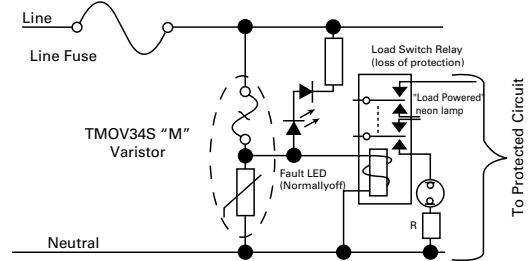 Line
Line Fuse
Load Switch Relay
(loss of protection)
"Load Powered"
neon lamp
TMOV34S “M”
Varistor
Fault LED
(Normallyoff)
To Protected Circuit
R
Neutral